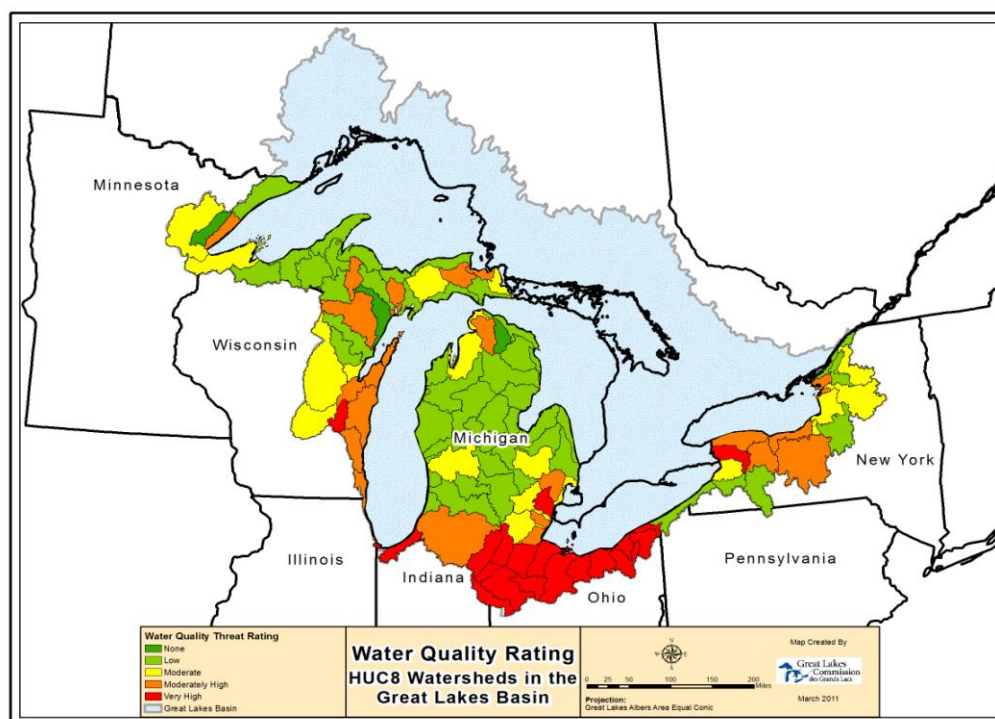 Minnesota
Wisconsin
Michigan
New York
Illinois
Indiana
Ohio
Pennsylvania
Water Quality Threat Rating
None
Low
Moderate
Moderately High
Very High
Great Lakes Basin
Water Quality Rating
HUC8 Watersheds in the
Great Lakes Basin
N
W E
S
0 25 50 100 150 200
Miles
Projection:
Great Lakes Albers Area Equal Conic
Map Created By
Great Lakes
Commission
des Grands Lacs
March 2011